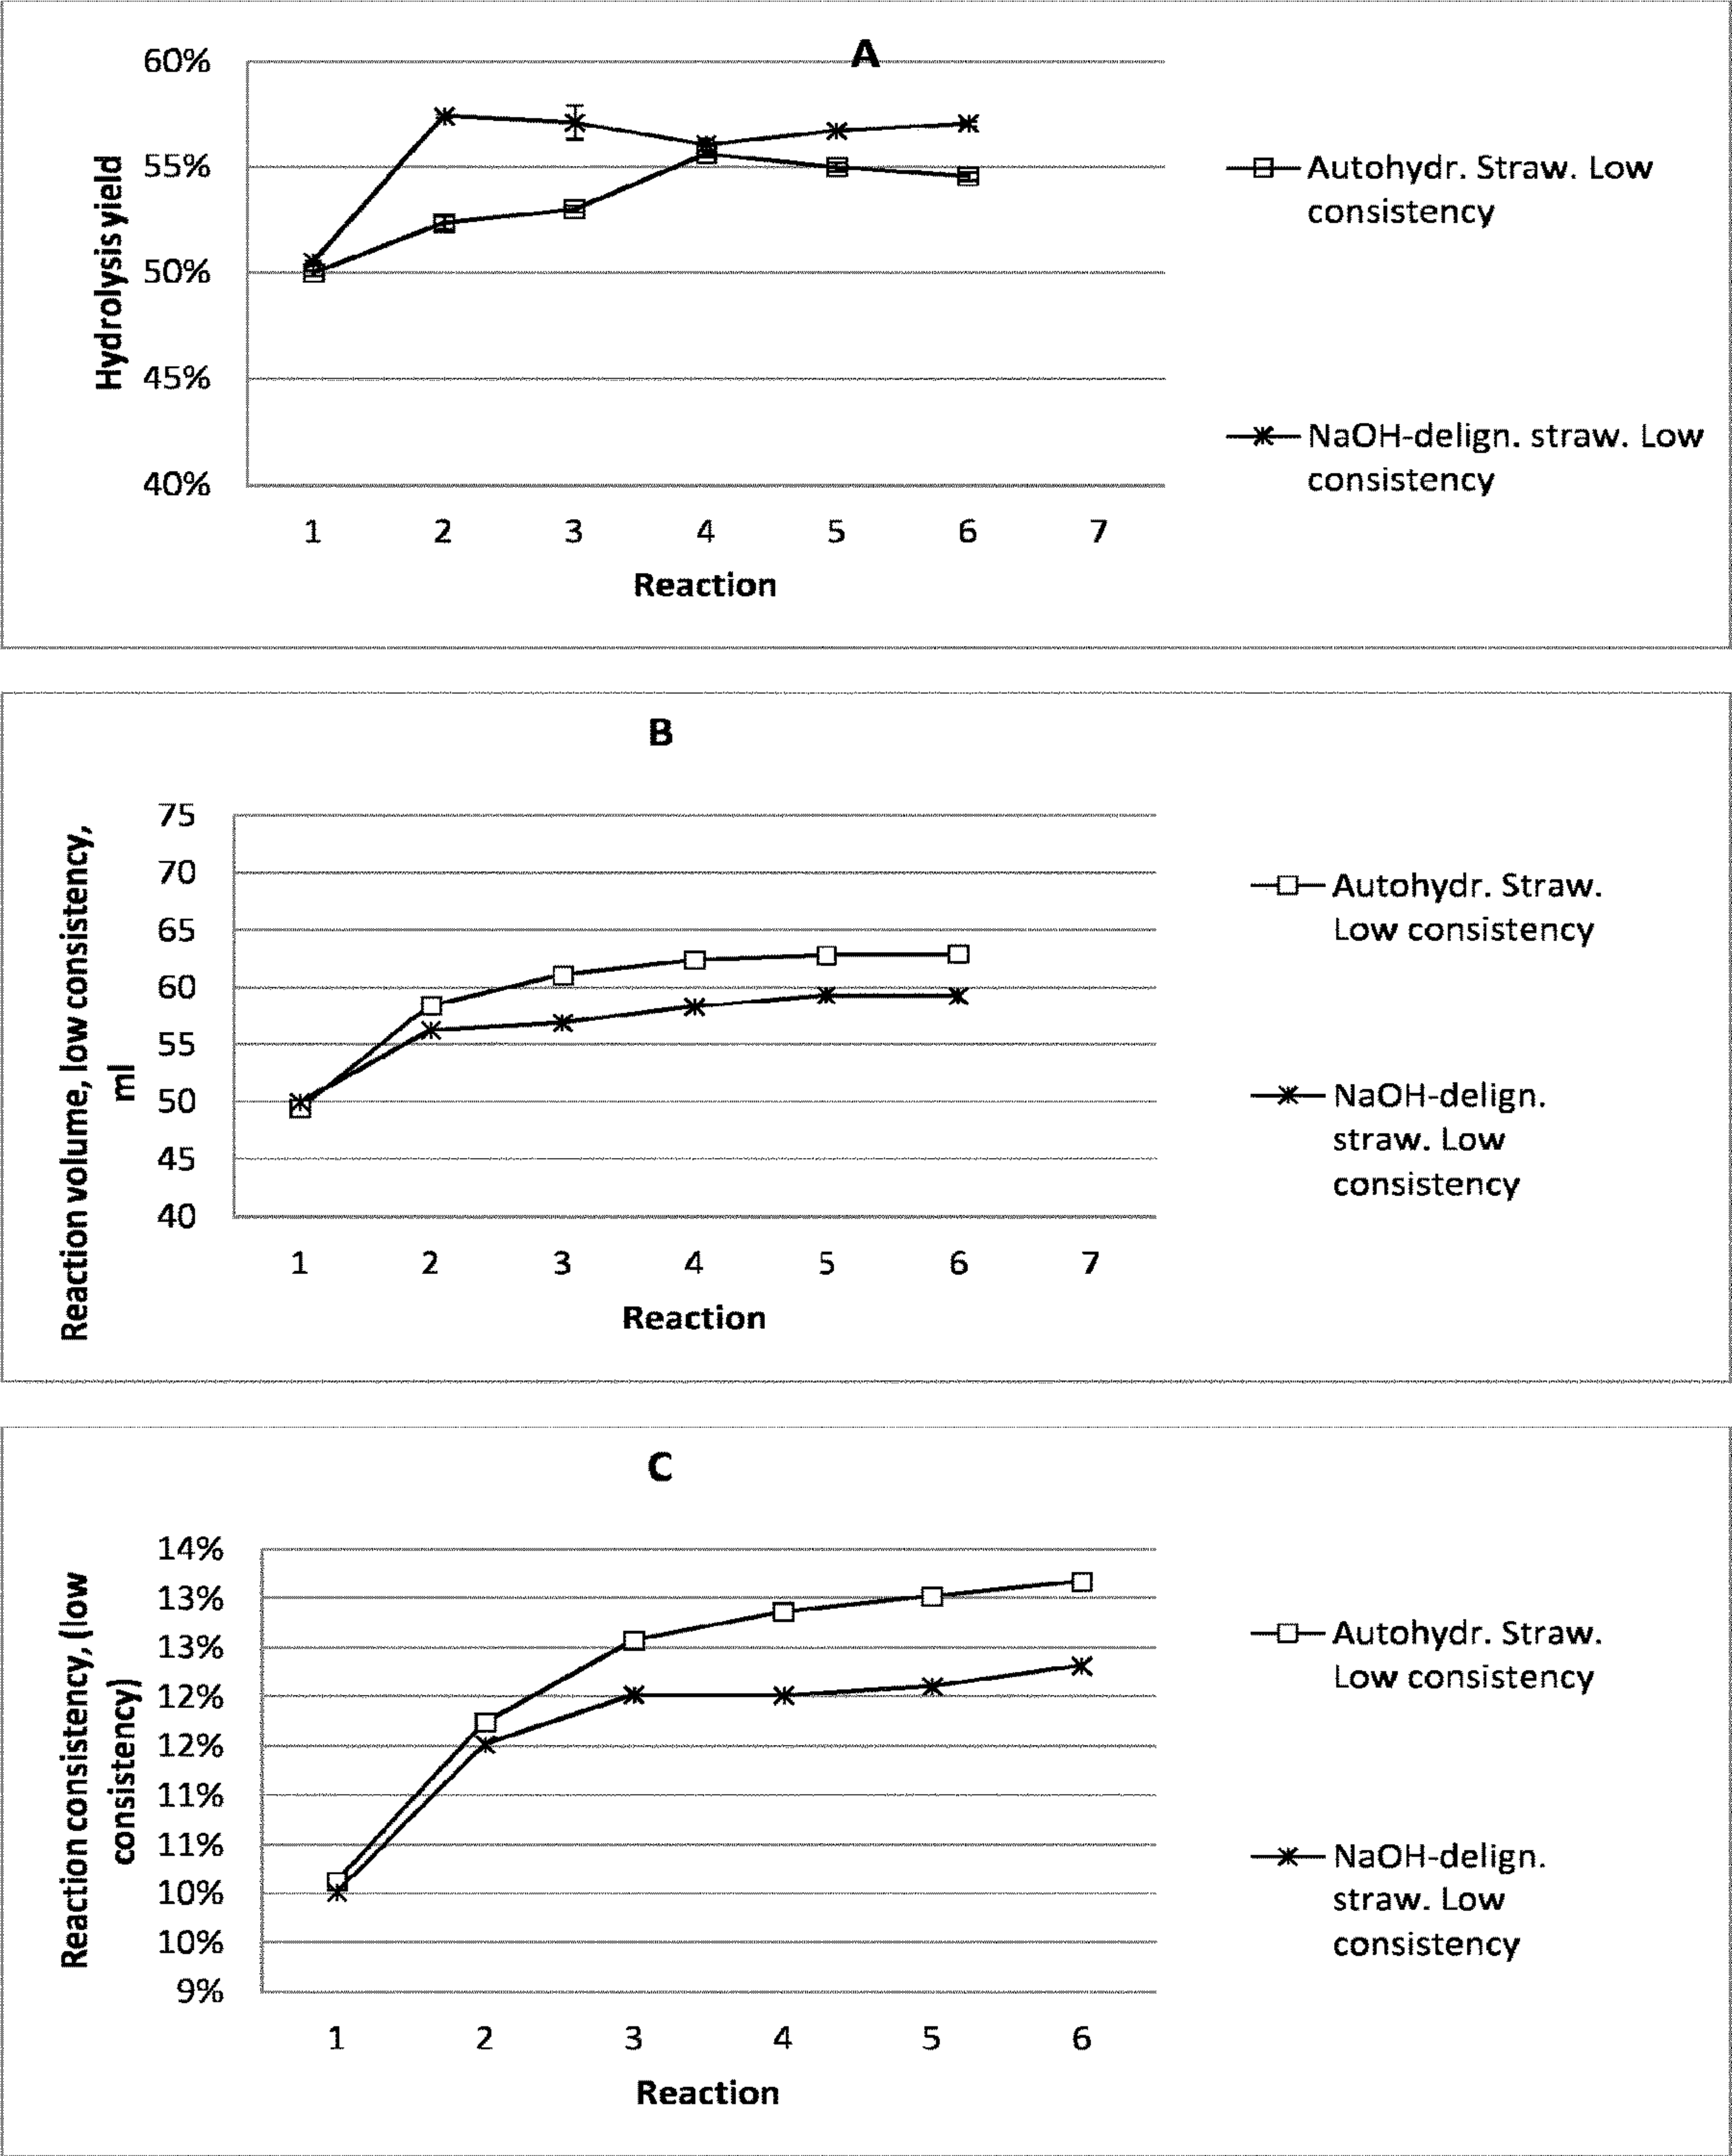 A
60%
55%
50%
45%
40%
Hydrolysis yield
1 2 3 4 5 6 7
Reaction
Autohydr. Straw. Low
consistency
NaOH-delign. straw. Low
consistency
B
75
70
65
60
55
50
45
40
Reaction volume, low consistency,
ml
1 2 3 4 5 6 7
Reaction
Autohydr. Straw.
Low consistency
NaOH-delign.
straw. Low
consistency
C
14%
13%
13%
12%
12%
11%
11%
10%
10%
9%
Reaction consistency, (low
consistency)
1 2 3 4 5 6
Reaction
Autohydr. Straw.
Low consistency
NaOH-delign.
straw. Low
consistency